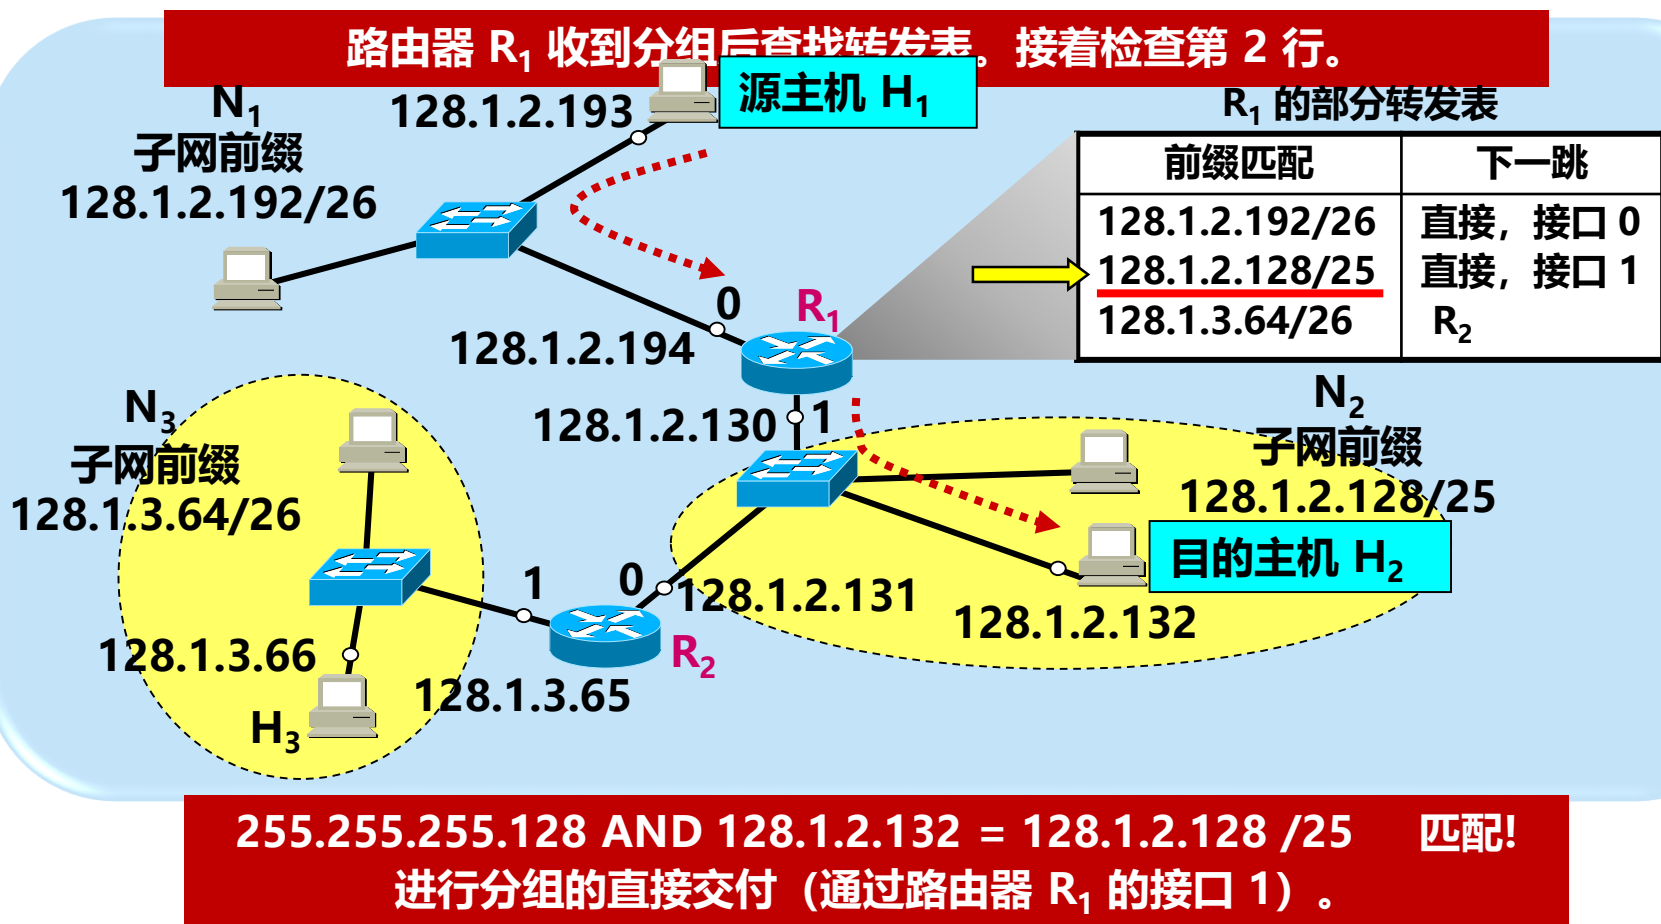 路由器 R1 收到分组后查找转发表。接着检查第 2 行。
源主机 H1
N1
子网前缀
128.1.2.192/26
128.1.2.193
R1 的部分转发表
前缀匹配 下一跳
128.1.2.192/26 直接，接口 0
128.1.2.128/25 直接，接口 1
128.1.3.64/26 R2
0
R1
128.1.2.194
128.1.2.130
1
N2
子网前缀
128.1.2.128/25
N3
子网前缀
128.1.3.64/26
目的主机 H2
1
0
128.1.2.131
128.1.2.132
R2
128.1.3.66
128.1.3.65
H3
255.255.255.128 AND 128.1.2.132 = 128.1.2.128 /25 匹配!
进行分组的直接交付（通过路由器 R1 的接口 1）。